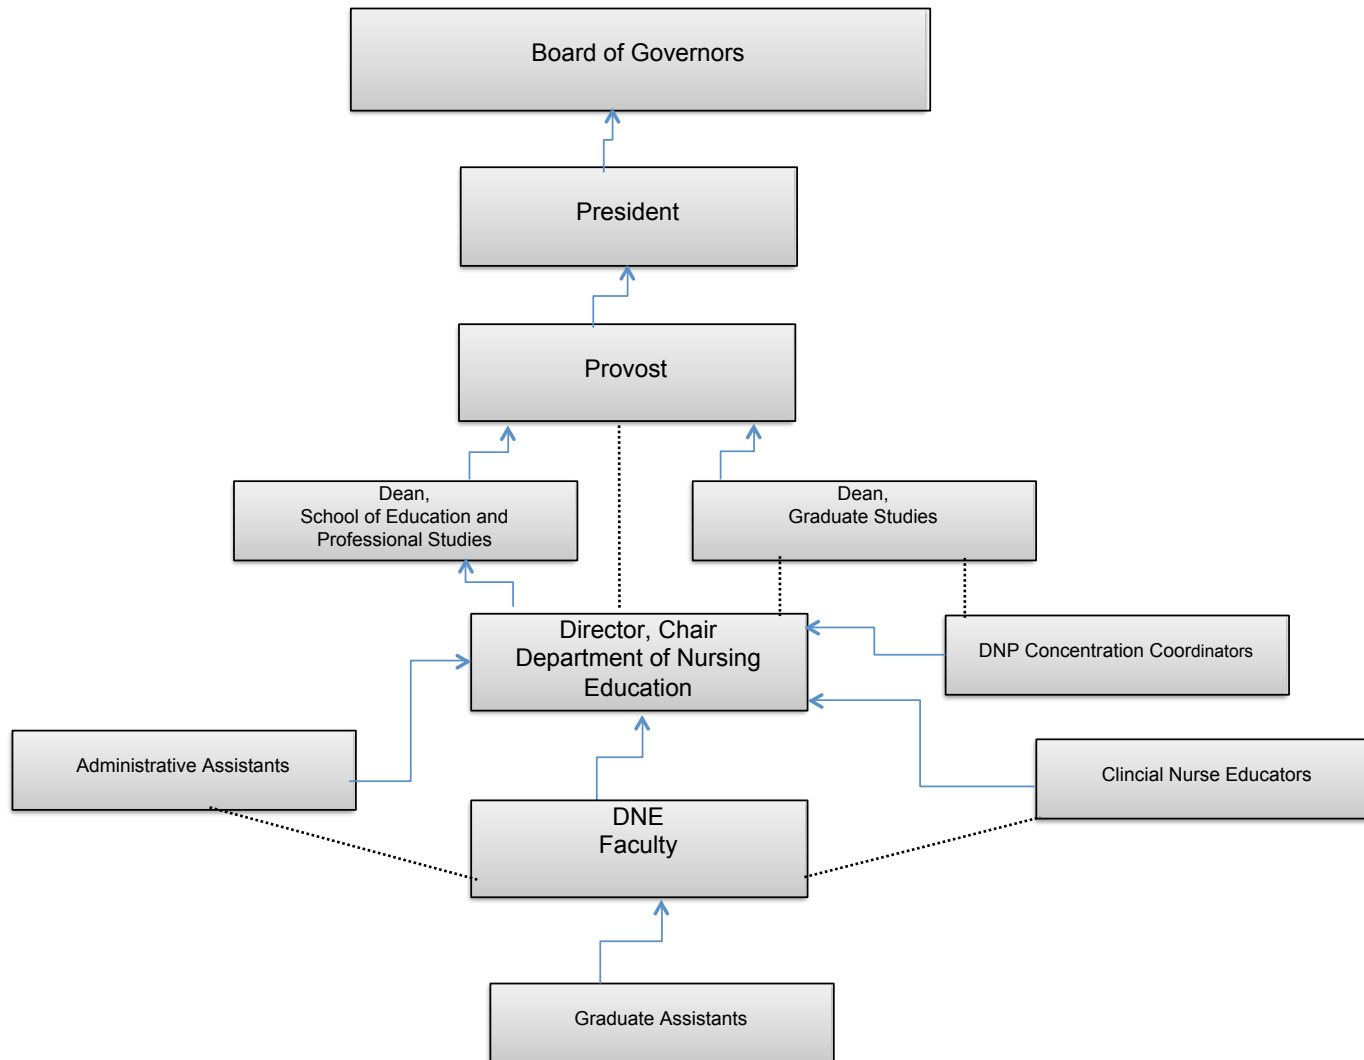 Board of Governors
President
Provost
Dean,
School of Education and
Professional Studies
Dean,
Graduate Studies
Director, Chair
Department of Nursing
Education
DNP Concentration Coordinators
Administrative Assistants
Clincial Nurse Educators
DNE
Faculty
Graduate Assistants